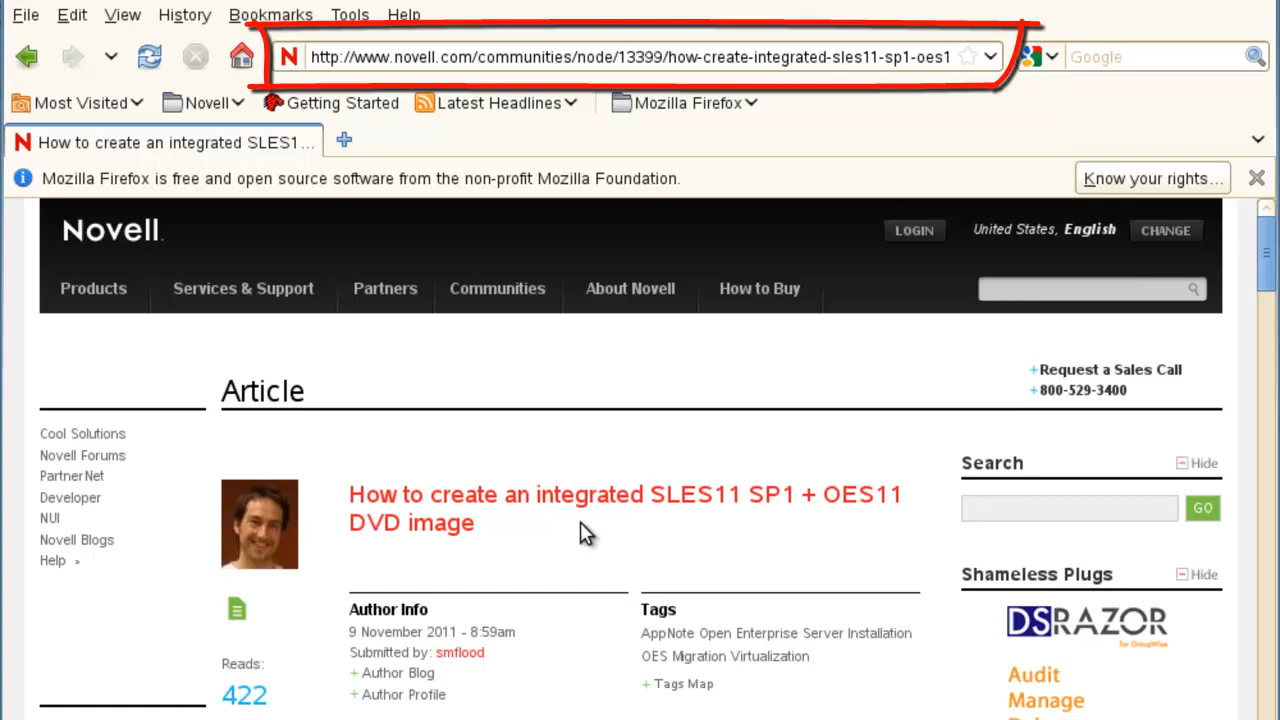 File Edit View History Bookmarks Tools Help
N http://www.novell.com/communities/node/13399/how-create-integrated-sles11-sp1-oes1 Google
Most Visited Novell Getting Started Latest Headlines Mozilla Firefox
N How to create an integrated SLES1...
Mozilla Firefox is free and open source software from the non-profit Mozilla Foundation. Know your rights...
Novell. LOGIN United States, English CHANGE
Products Services & Support Partners Communities About Novell How to Buy
+Request a Sales Call
+800-529-3400
Article
Cool Solutions
Novell Forums
PartnerNet
Developer
NUI
Novell Blogs
Help »
How to create an integrated SLES11 SP1 + OES11
DVD image
Reads:
422
Author Info
9 November 2011 - 8:59am
Submitted by: smflood
+ Author Blog
+ Author Profile
Tags
AppNote Open Enterprise Server Installation
OES Migration Virtualization
+ Tags Map
Search Hide
GO
Shameless Plugs Hide
DSRAZOR
for GroupWise
Audit
Manage